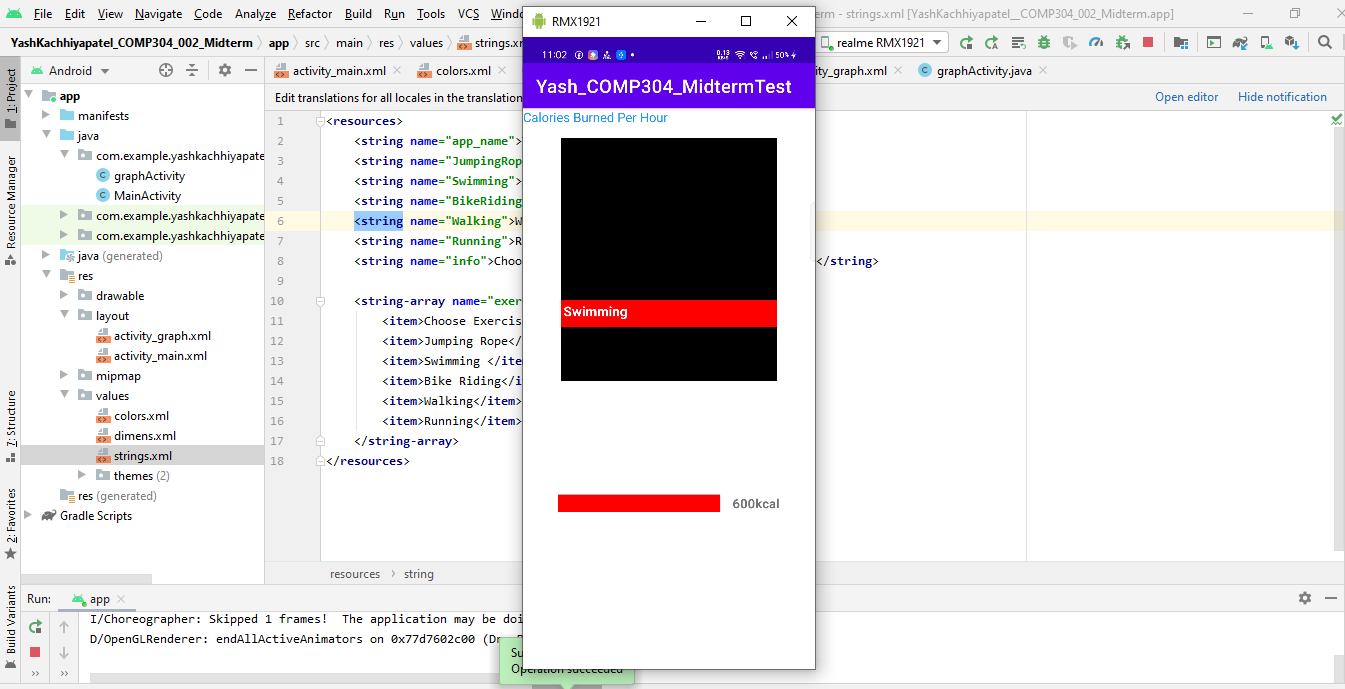 File Edit View Navigate Code Analyze Refactor Build Run Tools VCS
- strings.xml [YashKachhiyapatel__COMP304_002_Midterm.app]
YashKachhiyapatel_COMP304_002_Midterm app src main res values
realme RMX1921
1: Project
Resource Manager
Z: Structure
2: Favorites
Build Variants
Android
app
manifests
java
com.example.yashkachhiyapate
graphActivity
MainActivity
com.example.yashkachhiyapate
com.example.yashkachhiyapate
java (generated)
res
drawable
layout
activity_graph.xml
activity_main.xml
mipmap
values
colors.xml
dimens.xml
strings.xml
themes (2)
res (generated)
Gradle Scripts
activity_main.xml colors.xml
graphActivity.java
Edit translations for all locales in the translation
Open editor Hide notification
1 <resources>
2 <string name="app_name">
3 <string name="JumpingRop
4 <string name="Swimming">
5 <string name="BikeRiding
6 <string name="Walking">W
7 <string name="Running">R
8 <string name="info">Choo </string>
9
10 <string-array name="exer
11 <item>Choose Exercis
12 <item>Jumping Rope</
13 <item>Swimming </ite
14 <item>Bike Riding</i
15 <item>Walking</item>
16 <item>Running</item>
17 </string-array>
18 </resources>
resources string
RMX1921
11:02 50%
Yash_COMP304_MidtermTest
Calories Burned Per Hour
Swimming
600kcal
Run: app
I/Choreographer: Skipped 1 frames! The application may be doi
D/OpenGLRenderer: endAllActiveAnimators on 0x77d7602c00
Operation succeeded